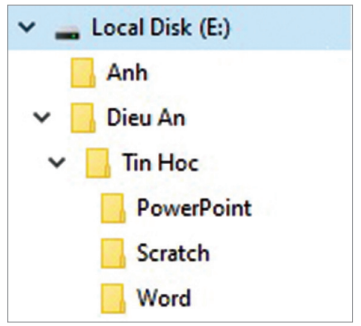 Local Disk (E:)
Anh
Dieu An
Tin Hoc
PowerPoint
Scratch
Word